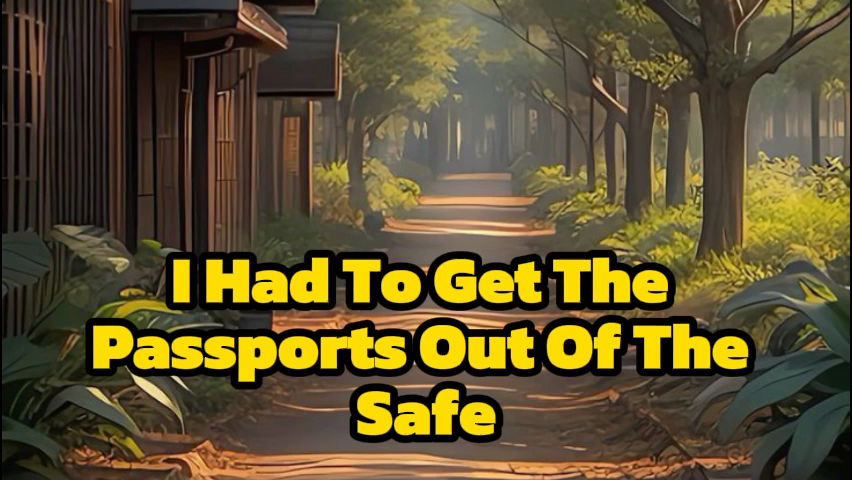 I Had To Get The
Passports Out Of The
Safe